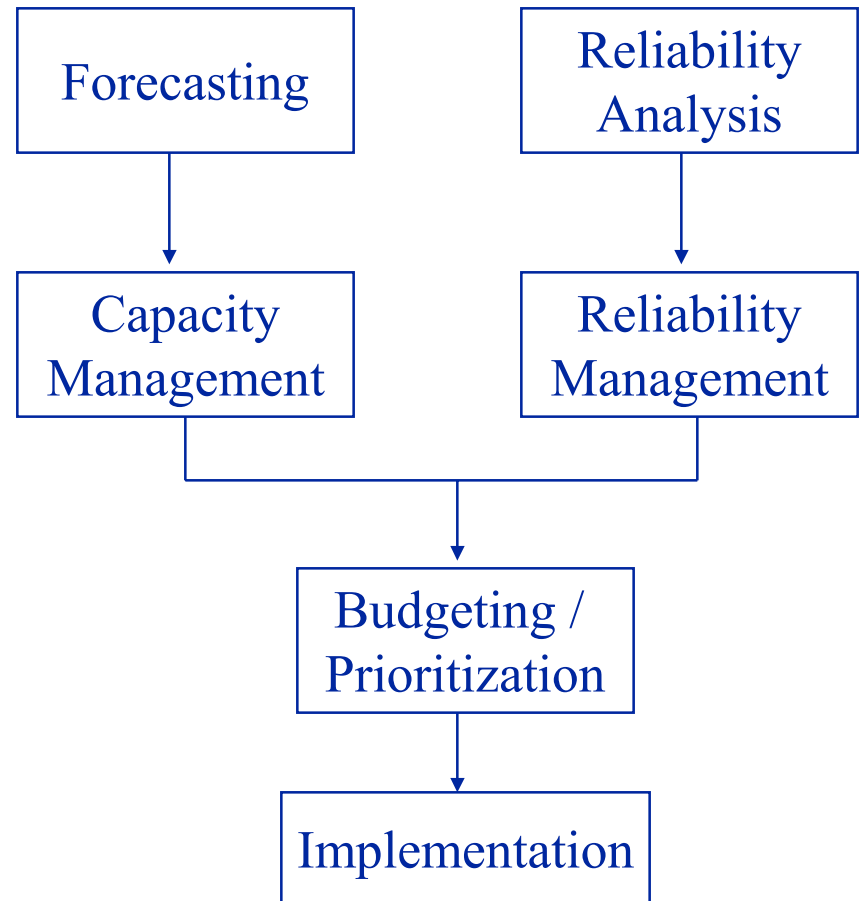 Forecasting
Reliability
Analysis
Capacity
Management
Reliability
Management
Budgeting /
Prioritization
Implementation